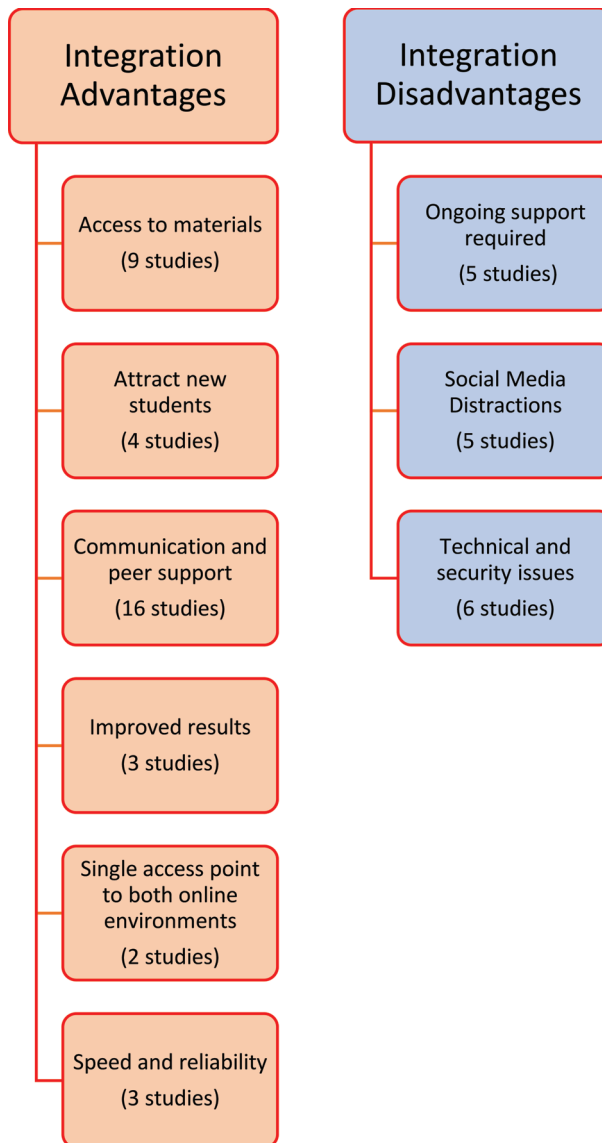 Integration
Advantages
Access to materials
(9 studies)
Attract new
students
(4 studies)
Communication and
peer support
(16 studies)
Improved results
(3 studies)
Single access point
to both online
environments
(2 studies)
Speed and reliability
(3 studies)
Integration
Disadvantages
Ongoing support
required
(5 studies)
Social Media
Distractions
(5 studies)
Technical and
security issues
(6 studies)